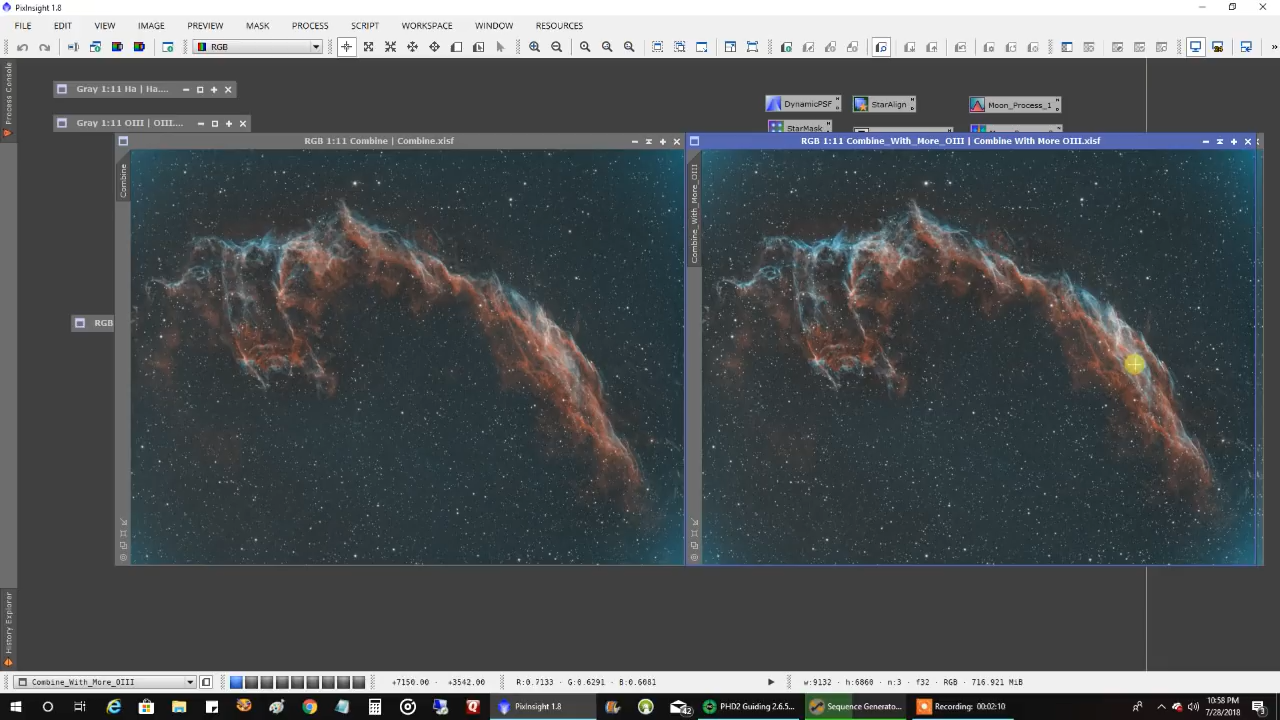 PixInsight 1.8
FILE EDIT VIEW IMAGE PREVIEW MASK PROCESS SCRIPT WORKSPACE WINDOW RESOURCES
RGB
Process Console
Gray 1:11 Ha | Ha....
Gray 1:11 OIII | OIII....
DynamicPSF
StarAlign
Moon_Process_1
StarMask
RGB 1:11 Combine | Combine.xisf
RGB 1:11 Combine_With_More_OIII | Combine With More OIII.xisf
Combine
Combine_With_More_OIII
RGB
History Explorer
Combine_With_More_OIII
+7150.00 · +3542.00
R:0.7133 · G:0.6291 · B:0.6081
w:9132 · h:6860 · n:3 · f32 · RGB · 716.921 MiB
PixInsight 1.8
42
PHD2 Guiding 2.6.5...
Sequence Generato...
Recording: 00:02:10
10:58 PM
7/28/2018
3